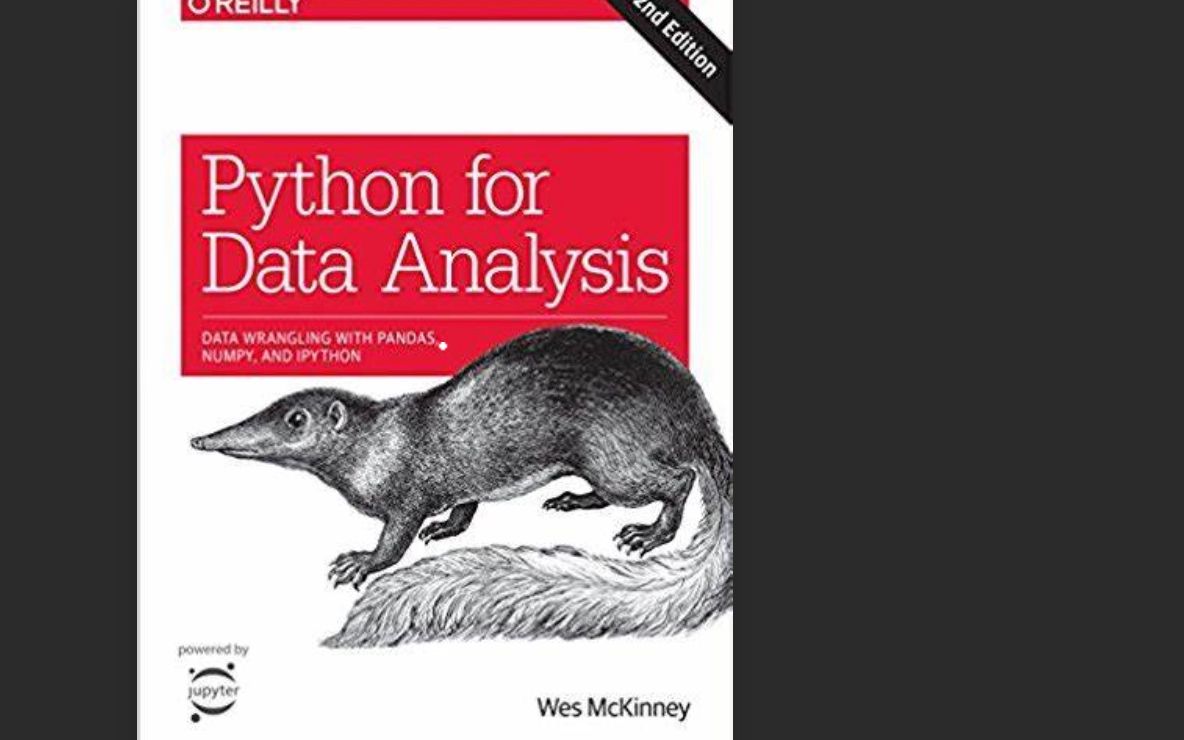 O'REILLY
2nd Edition
Python for
Data Analysis
DATA WRANGLING WITH PANDAS,
NUMPY, AND IPYTHON
powered by
jupyter
Wes McKinney